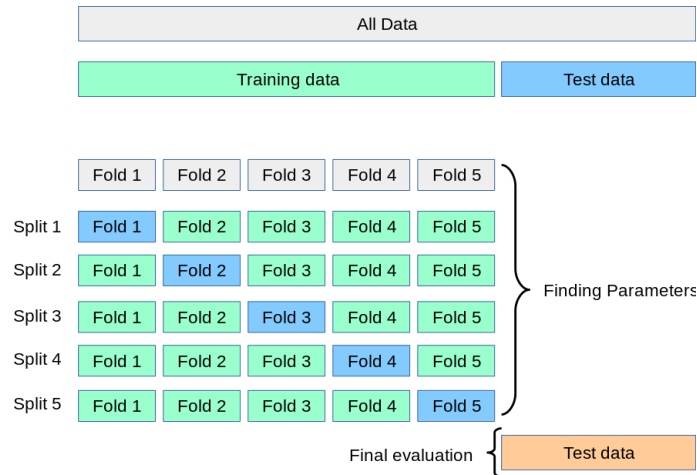 All Data
Training data Test data
Fold 1 Fold 2 Fold 3 Fold 4 Fold 5
Split 1 Fold 1 Fold 2 Fold 3 Fold 4 Fold 5
Split 2 Fold 1 Fold 2 Fold 3 Fold 4 Fold 5
Finding Parameters
Split 3 Fold 1 Fold 2 Fold 3 Fold 4 Fold 5
Split 4 Fold 1 Fold 2 Fold 3 Fold 4 Fold 5
Split 5 Fold 1 Fold 2 Fold 3 Fold 4 Fold 5
Final evaluation Test data